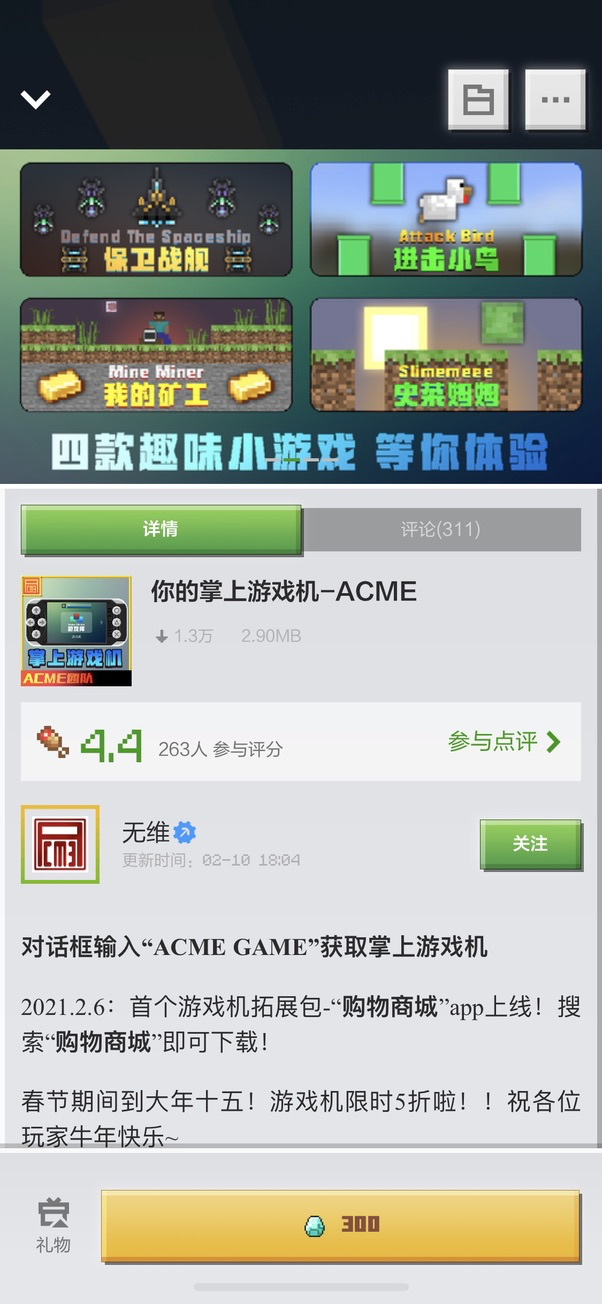 Defend The Spaceship
保卫战舰
Attack Bird
进击小鸟
Mine Miner
我的矿工
Slimemeee
史莱姆姆
四款趣味小游戏 等你体验
详情
评论(311)
你的掌上游戏机-ACME
1.3万
2.90MB
掌上游戏机
ACME团队
4.4
263人 参与评分
参与点评
无维
更新时间：02-10 18:04
关注
对话框输入“ACME GAME”获取掌上游戏机
2021.2.6：首个游戏机拓展包-“购物商城”app上线！搜
索“购物商城”即可下载！
春节期间到大年十五！游戏机限时5折啦！！祝各位
玩家牛年快乐~
礼物
300